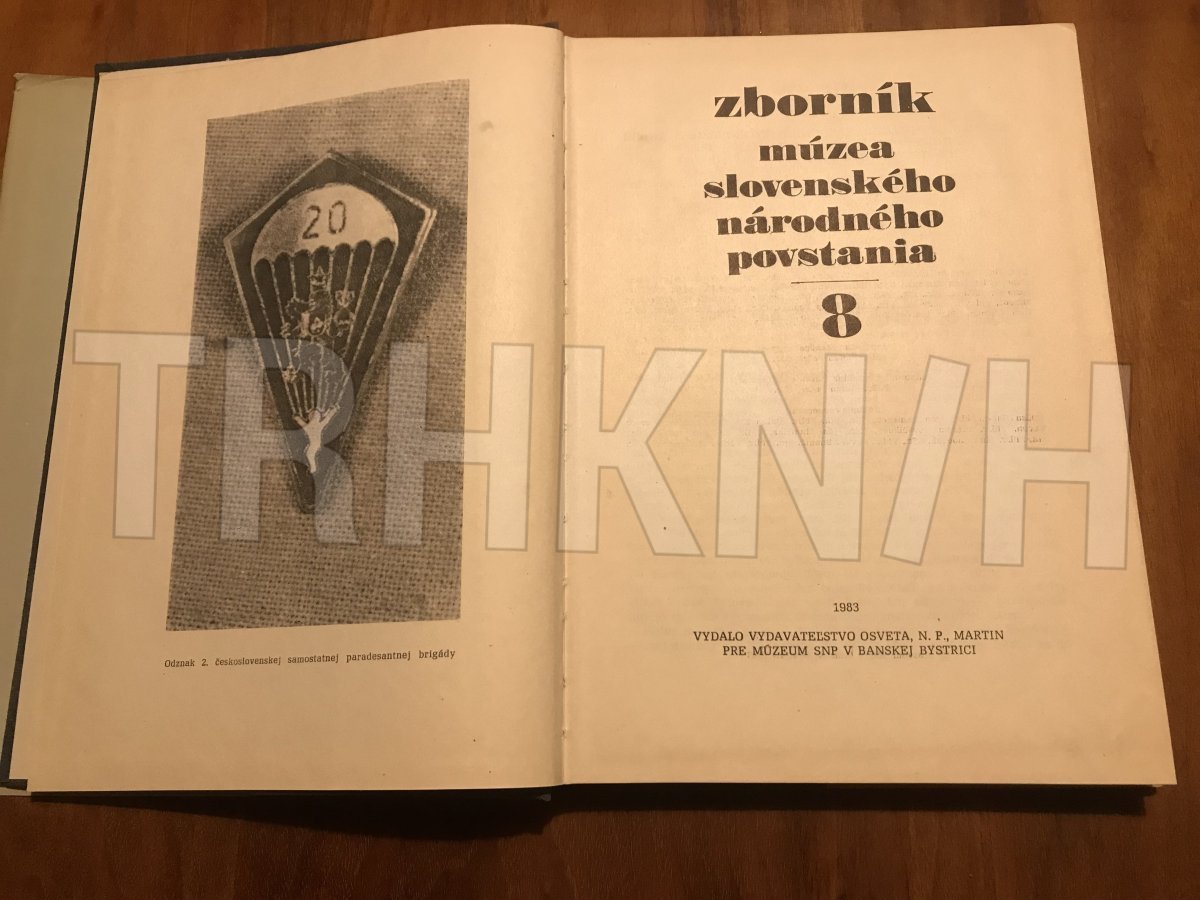 20
Odznak 2. československej samostatnej paradesantnej brigády
zborník
múzea
slovenského
národného
povstania
8
TRHKN/H
1983
VYDALO VYDAVATEĽSTVO OSVETA, N. P., MARTIN
PRE MÚZEUM SNP V BANSKEJ BYSTRICI